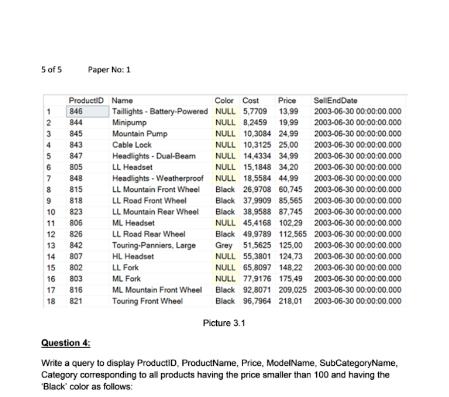 5 of 5 Paper No: 1
ProductID Name Color Cost Price SellEndDate
1 846 Taillights - Battery-Powered NULL 5,7709 13,99 2003-06-30 00:00:00.000
2 844 Minipump NULL 8,2459 19,99 2003-06-30 00:00:00.000
3 845 Mountain Pump NULL 10,3084 24,99 2003-06-30 00:00:00.000
4 843 Cable Lock NULL 10,3125 25,00 2003-06-30 00:00:00.000
5 847 Headlights - Dual-Beam NULL 14,4334 34,99 2003-06-30 00:00:00.000
6 805 LL Headset NULL 15,1848 34,20 2003-06-30 00:00:00.000
7 848 Headlights - Weatherproof NULL 18,5584 44,99 2003-06-30 00:00:00.000
8 815 LL Mountain Front Wheel Black 26,9708 60,745 2003-06-30 00:00:00.000
9 818 LL Road Front Wheel Black 37,9909 85,565 2003-06-30 00:00:00.000
10 823 LL Mountain Rear Wheel Black 38,9588 87,745 2003-06-30 00:00:00.000
11 806 ML Headset NULL 45,4168 102,29 2003-06-30 00:00:00.000
12 826 LL Road Rear Wheel Black 49,9789 112,565 2003-06-30 00:00:00.000
13 842 Touring-Panniers, Large Grey 51,5625 125,00 2003-06-30 00:00:00.000
14 807 HL Headset NULL 55,3801 124,73 2003-06-30 00:00:00.000
15 802 LL Fork NULL 65,8097 148,22 2003-06-30 00:00:00.000
16 803 ML Fork NULL 77,9176 175,49 2003-06-30 00:00:00.000
17 816 ML Mountain Front Wheel Black 92,8071 209,025 2003-06-30 00:00:00.000
18 821 Touring Front Wheel Black 96,7964 218,01 2003-06-30 00:00:00.000
Picture 3.1
Question 4:
Write a query to display ProductID, ProductName, Price, ModelName, SubCategoryName,
Category corresponding to all products having the price smaller than 100 and having the
'Black' color as follows: